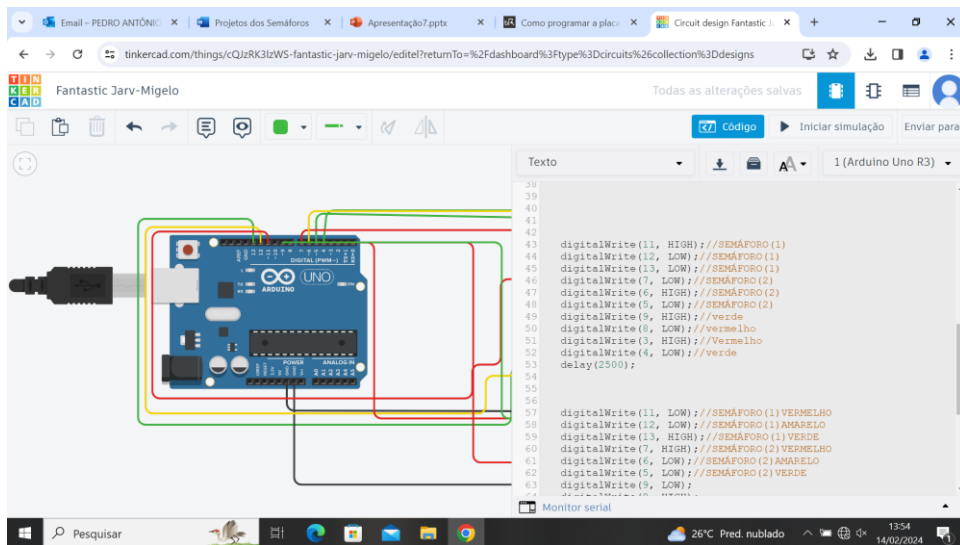 Email – PEDRO ANTÔNIO
Projetos dos Semáforos
Apresentação7.pptx
Como programar a placa
Circuit design Fantastic Ja
tinkercad.com/things/cQJzRK3lzWS-fantastic-jarv-migelo/editel?returnTo=%2Fdashboard%3Ftype%3Dcircuits%26collection%3Ddesigns
TIN
KER
CAD
Fantastic Jarv-Migelo
Todas as alterações salvas
Código
Iniciar simulação
Enviar para
Texto
AA
1 (Arduino Uno R3)
38
39
40
41
42
43 digitalWrite(11, HIGH);//SEMÁFORO(1)
44 digitalWrite(12, LOW);//SEMÁFORO(1)
45 digitalWrite(13, LOW);//SEMÁFORO(1)
46 digitalWrite(7, LOW);//SEMÁFORO(2)
47 digitalWrite(6, HIGH);//SEMÁFORO(2)
48 digitalWrite(5, LOW);//SEMÁFORO(2)
49 digitalWrite(9, HIGH);//verde
50 digitalWrite(8, LOW);//vermelho
51 digitalWrite(3, HIGH);//Vermelho
52 digitalWrite(4, LOW);//verde
53 delay(2500);
54
55
56
57 digitalWrite(11, LOW);//SEMÁFORO(1)VERMELHO
58 digitalWrite(12, LOW);//SEMÁFORO(1)AMARELO
59 digitalWrite(13, HIGH);//SEMÁFORO(1)VERDE
60 digitalWrite(7, HIGH);//SEMÁFORO(2)VERMELHO
61 digitalWrite(6, LOW);//SEMÁFORO(2)AMARELO
62 digitalWrite(5, LOW);//SEMÁFORO(2)VERDE
63 digitalWrite(9, LOW);
DIGITAL (PWM~)
UNO
ARDUINO
POWER
ANALOG IN
A0 A1 A2 A3 A4 A5
Monitor serial
Pesquisar
26°C Pred. nublado
13:54
14/02/2024